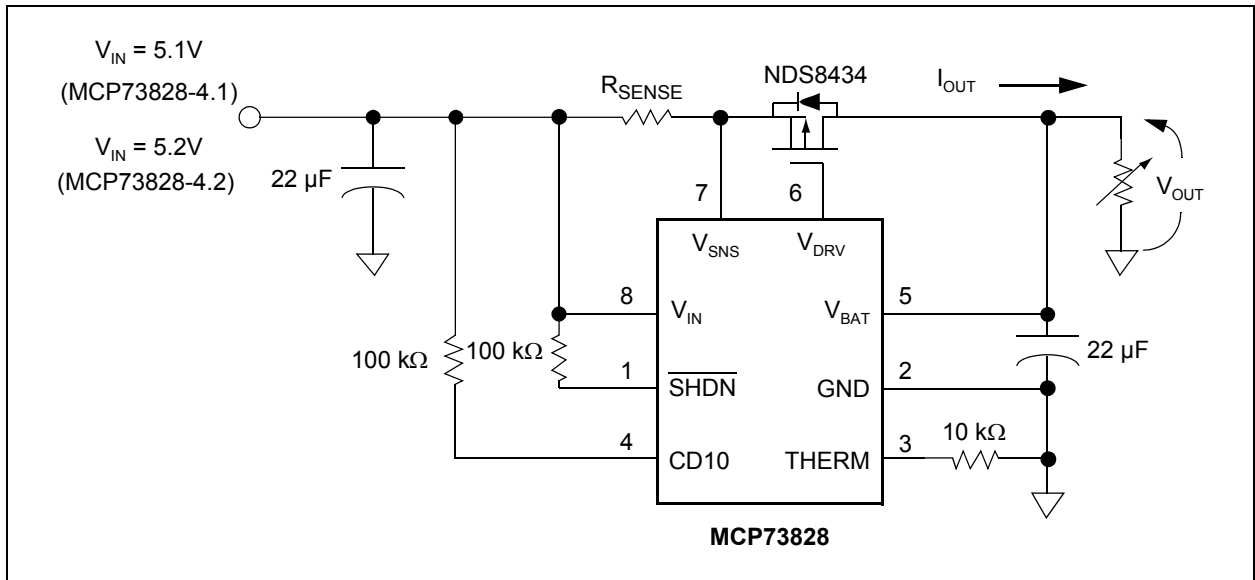 V_IN = 5.1V
(MCP73828-4.1)
V_IN = 5.2V
(MCP73828-4.2)
22 µF
R_SENSE
NDS8434
I_OUT
V_OUT
7
6
V_SNS
V_DRV
8
V_IN
V_BAT
5
100 kΩ
100 kΩ
22 µF
1
SHDN
GND
2
4
CD10
THERM
3
10 kΩ
MCP73828